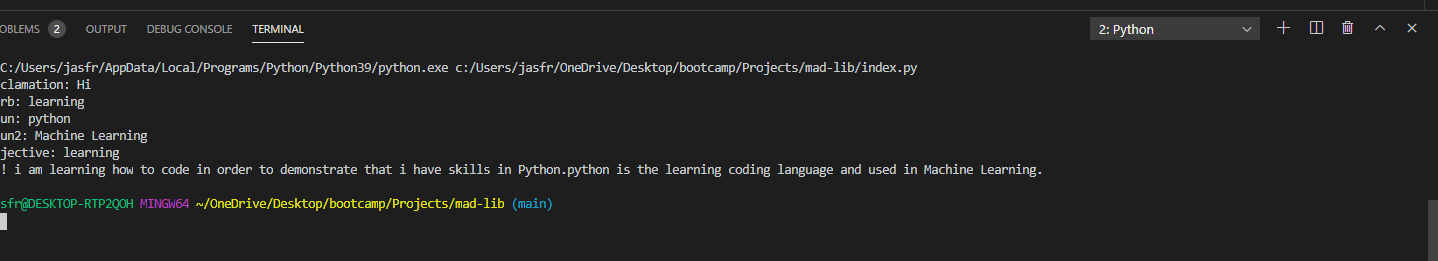 OBLEMS 2 OUTPUT DEBUG CONSOLE TERMINAL 2: Python
C:/Users/jasfr/AppData/Local/Programs/Python/Python39/python.exe c:/Users/jasfr/OneDrive/Desktop/bootcamp/Projects/mad-lib/index.py
clamation: Hi
rb: learning
un: python
un2: Machine Learning
jective: learning
! i am learning how to code in order to demonstrate that i have skills in Python.python is the learning coding language and used in Machine Learning.
sfr@DESKTOP-RTP2QOH MINGW64 ~/OneDrive/Desktop/bootcamp/Projects/mad-lib (main)